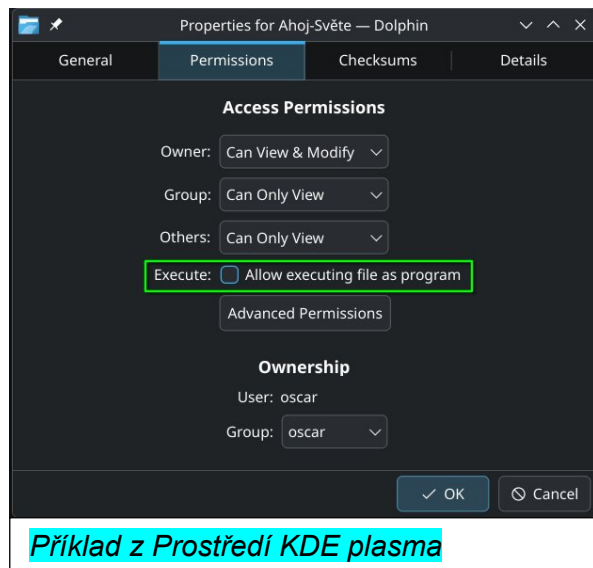 Properties for Ahoj-Světe — Dolphin
General Permissions Checksums Details
Access Permissions
Owner: Can View & Modify
Group: Can Only View
Others: Can Only View
Execute: Allow executing file as program
Advanced Permissions
Ownership
User: oscar
Group: oscar
OK Cancel
Příklad z Prostředí KDE plasma